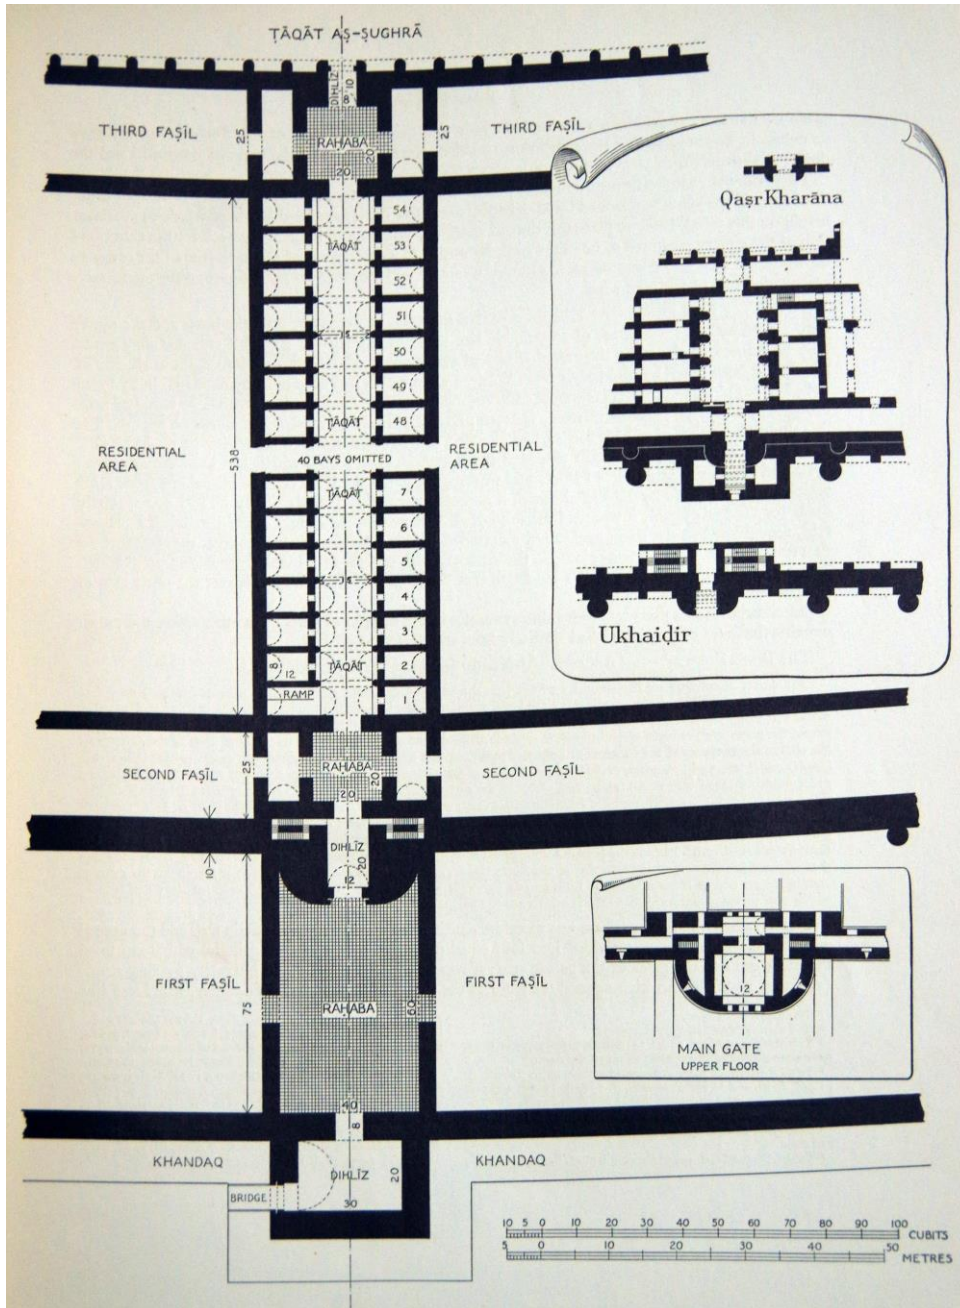 ṬĀQĀT AṢ-ṢUGHRĀ
DIHLĪZ
10
8
THIRD FAṢĪL
25
RAḤABA
20
20
25
THIRD FAṢĪL
Qaṣr Kharāna
54
ṬĀQĀT
53
52
51
15
50
49
ṬĀQĀT
48
RESIDENTIAL
AREA
538
40 BAYS OMITTED
RESIDENTIAL
AREA
ṬĀQĀT
7
6
5
15
4
3
8
12
ṬĀQĀT
2
RAMP
1
Ukhaiḍir
SECOND FAṢĪL
25
RAḤABA
20
20
SECOND FAṢĪL
10
DIHLĪZ
20
12
FIRST FAṢĪL
75
RAḤABA
60
40
FIRST FAṢĪL
12
MAIN GATE
UPPER FLOOR
8
KHANDAQ
DIHLĪZ
20
30
KHANDAQ
BRIDGE
10 5 0 10 20 30 40 50 60 70 80 90 100
CUBITS
5 0 10 20 30 40 50
METRES